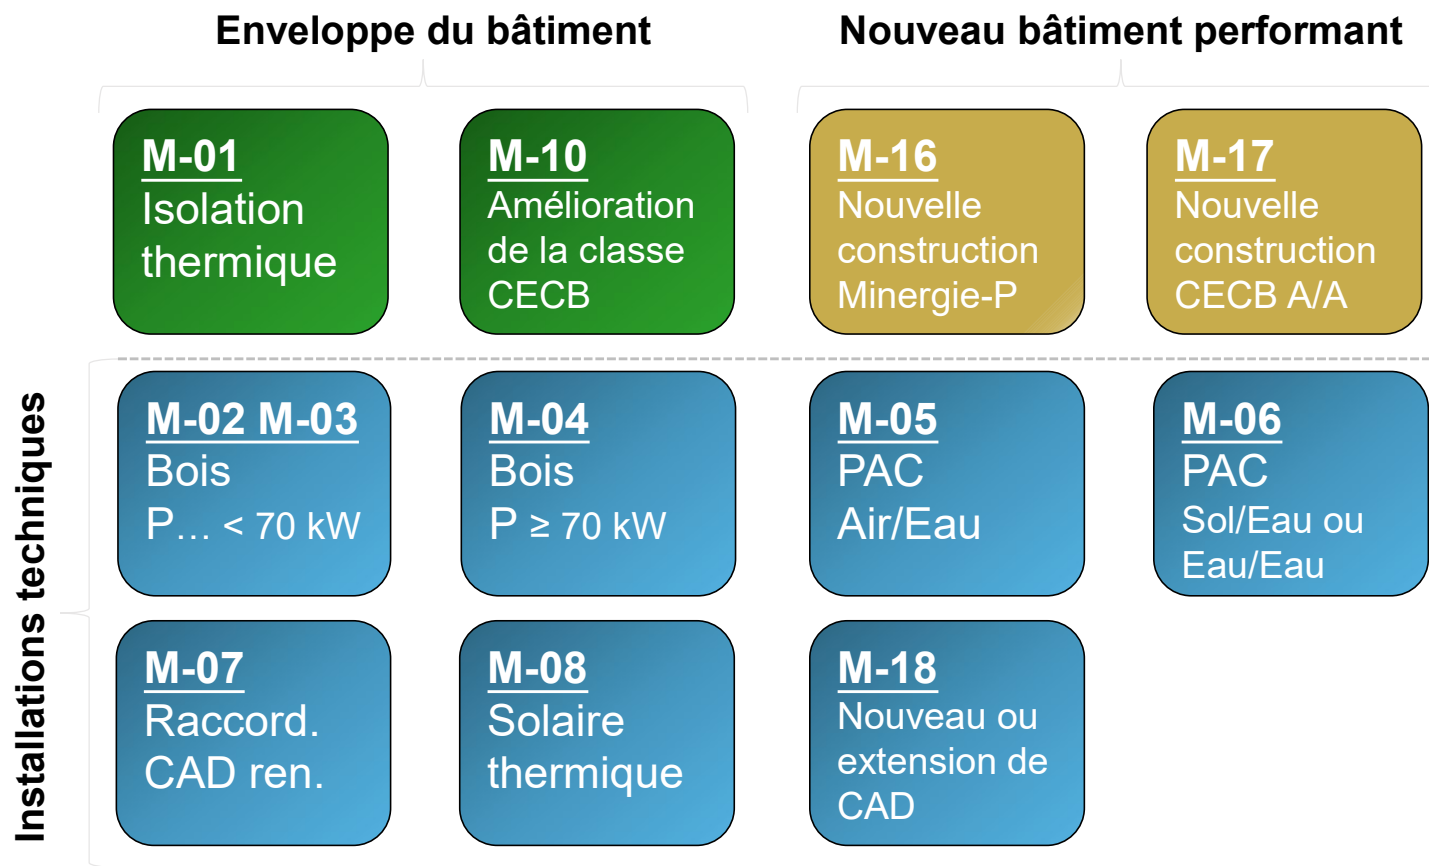 Enveloppe du bâtiment
Nouveau bâtiment performant
M-01
Isolation
thermique
M-10
Amélioration
de la classe
CECB
M-16
Nouvelle
construction
Minergie-P
M-17
Nouvelle
construction
CECB A/A
Installations techniques
M-02 M-03
Bois
P… < 70 kW
M-04
Bois
P ≥ 70 kW
M-05
PAC
Air/Eau
M-06
PAC
Sol/Eau ou
Eau/Eau
M-07
Raccord.
CAD ren.
M-08
Solaire
thermique
M-18
Nouveau ou
extension de
CAD